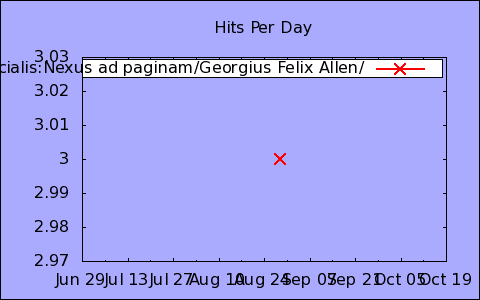 Hits Per Day
3.03
cialis:Nexus ad paginam/Georgius Felix Allen/
3.02
3.01
3
2.99
2.98
2.97
Jun 29 Jul 13 Jul 27 Aug 10 Aug 24 Sep 07 Sep 21 Oct 05 Oct 19